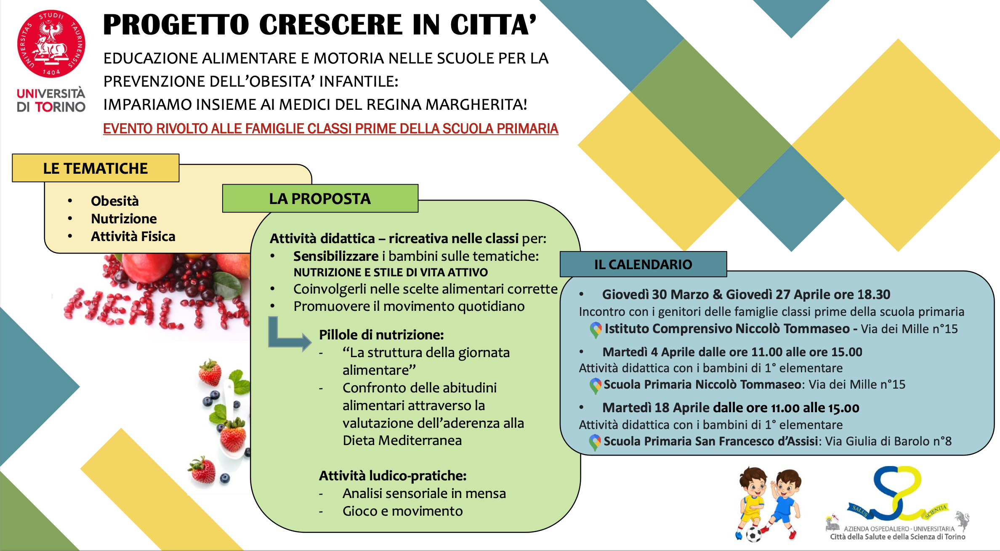 UNIVERSITAS STUDII TAURINENSIS
1404
UNIVERSITÀ
DI TORINO
PROGETTO CRESCERE IN CITTA’
EDUCAZIONE ALIMENTARE E MOTORIA NELLE SCUOLE PER LA
PREVENZIONE DELL’OBESITA’ INFANTILE:
IMPARIAMO INSIEME AI MEDICI DEL REGINA MARGHERITA!
EVENTO RIVOLTO ALLE FAMIGLIE CLASSI PRIME DELLA SCUOLA PRIMARIA
LE TEMATICHE
• Obesità
• Nutrizione
• Attività Fisica
HEALTH
LA PROPOSTA
Attività didattica – ricreativa nelle classi per:
• Sensibilizzare i bambini sulle tematiche:
NUTRIZIONE E STILE DI VITA ATTIVO
• Coinvolgerli nelle scelte alimentari corrette
• Promuovere il movimento quotidiano
Pillole di nutrizione:
- “La struttura della giornata
alimentare”
- Confronto delle abitudini
alimentari attraverso la
valutazione dell’aderenza alla
Dieta Mediterranea
Attività ludico-pratiche:
- Analisi sensoriale in mensa
- Gioco e movimento
IL CALENDARIO
• Giovedì 30 Marzo & Giovedì 27 Aprile ore 18.30
Incontro con i genitori delle famiglie classi prime della scuola primaria
Istituto Comprensivo Niccolò Tommaseo - Via dei Mille n°15
• Martedì 4 Aprile dalle ore 11.00 alle ore 15.00
Attività didattica con i bambini di 1° elementare
Scuola Primaria Niccolò Tommaseo: Via dei Mille n°15
• Martedì 18 Aprile dalle ore 11.00 alle 15.00
Attività didattica con i bambini di 1° elementare
Scuola Primaria San Francesco d’Assisi: Via Giulia di Barolo n°8
SALUS
SCIENTIA
AZIENDA OSPEDALIERO - UNIVERSITARIA
Città della Salute e della Scienza di Torino